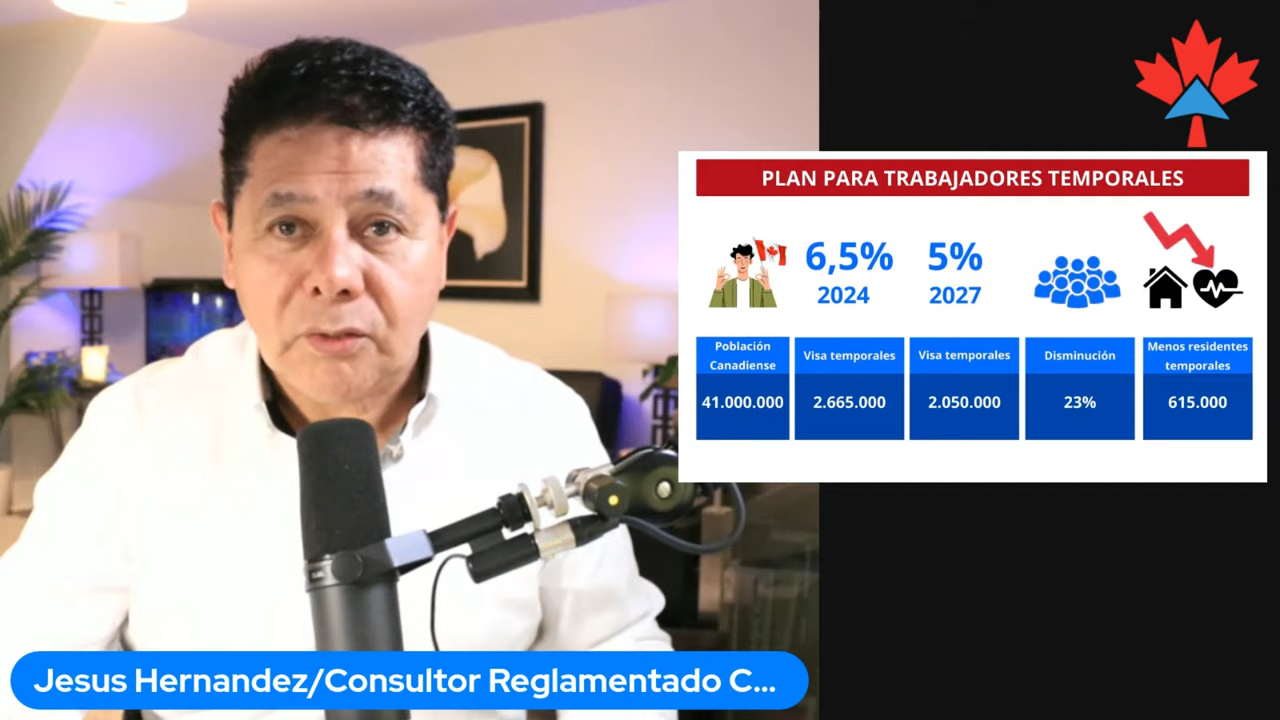 PLAN PARA TRABAJADORES TEMPORALES
6,5% 5%
2024 2027
Población Canadiense
Visa temporales
Visa temporales
Disminución
Menos residentes temporales
41.000.000 2.665.000 2.050.000 23% 615.000
Jesus Hernandez/Consultor Reglamentado C...